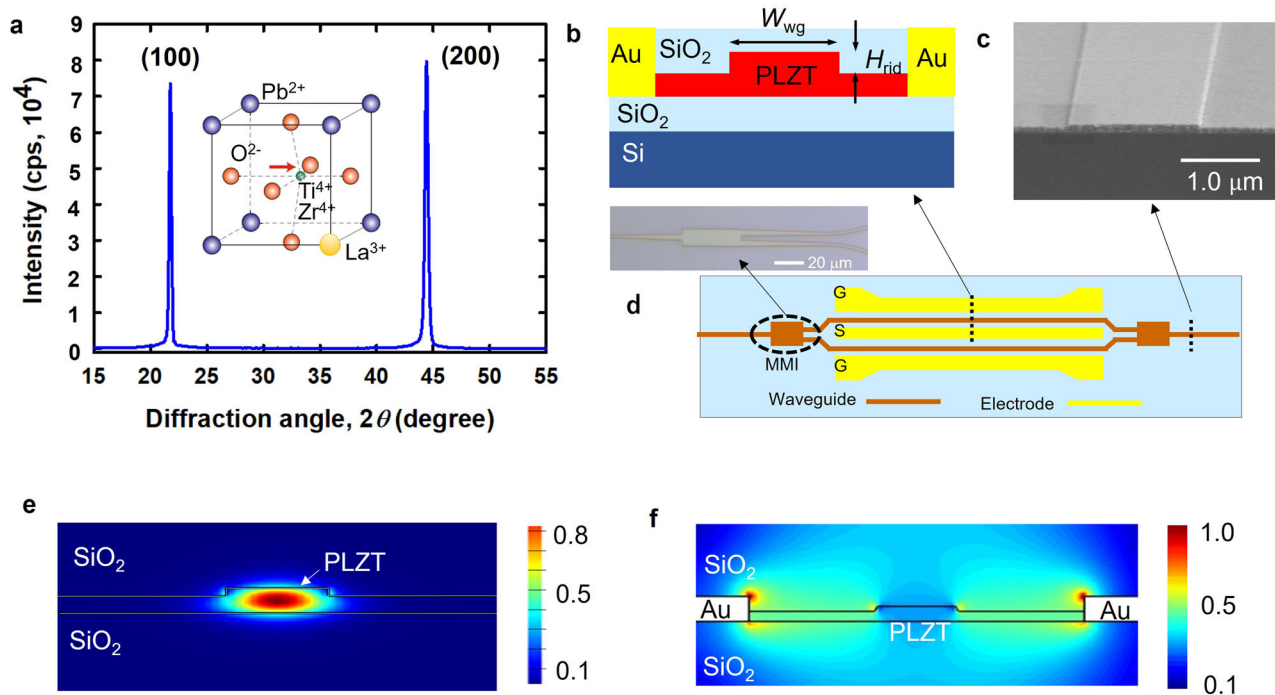 a
9
8
7
6
5
4
3
2
1
0
Intensity (cps, 10⁴)
(100)
(200)
Pb²⁺
O²⁻
Ti⁴⁺
Zr⁴⁺
La³⁺
15 20 25 30 35 40 45 50 55
Diffraction angle, 2θ (degree)
b
Au
SiO₂
W_wg
PLZT
H_rid
Au
SiO₂
Si
20 μm
c
1.0 μm
d
G
S
G
MMI
Waveguide
Electrode
e
SiO₂
PLZT
SiO₂
0.8
0.5
0.1
f
SiO₂
Au
PLZT
Au
SiO₂
1.0
0.5
0.1